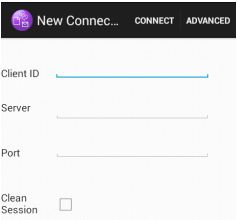 New Connec... CONNECT ADVANCED
Client ID
Server
Port
Clean
Session